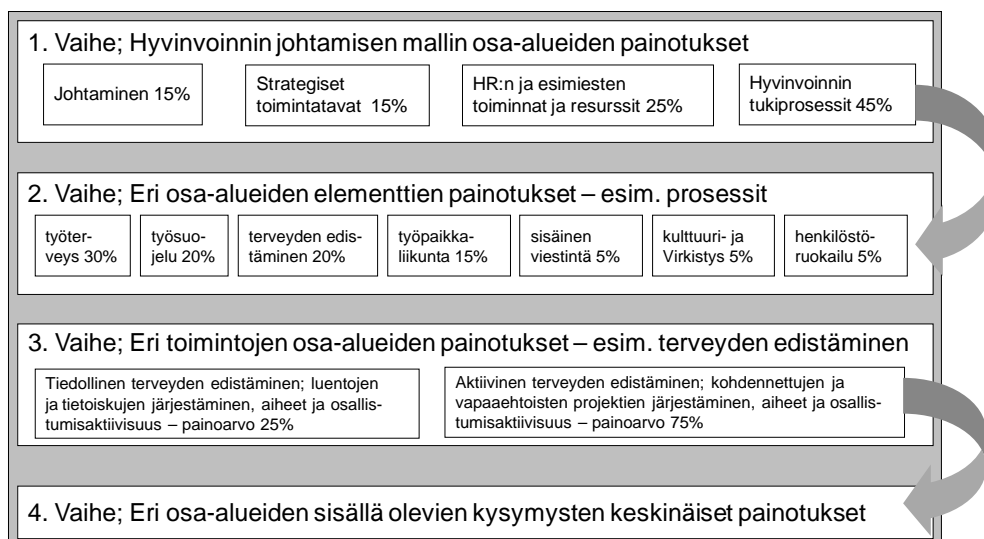 1. Vaihe; Hyvinvoinnin johtamisen mallin osa-alueiden painotukset
Johtaminen 15%
Strategiset
toimintatavat 15%
HR:n ja esimiesten
toiminnat ja resurssit 25%
Hyvinvoinnin
tukiprosessit 45%
2. Vaihe; Eri osa-alueiden elementtien painotukset – esim. prosessit
työter-
veys 30%
työsuo-
jelu 20%
terveyden edis-
täminen 20%
työpaikka-
liikunta 15%
sisäinen
viestintä 5%
kulttuuri- ja
Virkistys 5%
henkilöstö-
ruokailu 5%
3. Vaihe; Eri toimintojen osa-alueiden painotukset – esim. terveyden edistäminen
Tiedollinen terveyden edistäminen; luentojen
ja tietoiskujen järjestäminen, aiheet ja osallis-
tumisaktiivisuus – painoarvo 25%
Aktiivinen terveyden edistäminen; kohdennettujen ja
vapaaehtoisten projektien järjestäminen, aiheet ja osallis-
tumisaktiivisuus – painoarvo 75%
4. Vaihe; Eri osa-alueiden sisällä olevien kysymysten keskinäiset painotukset